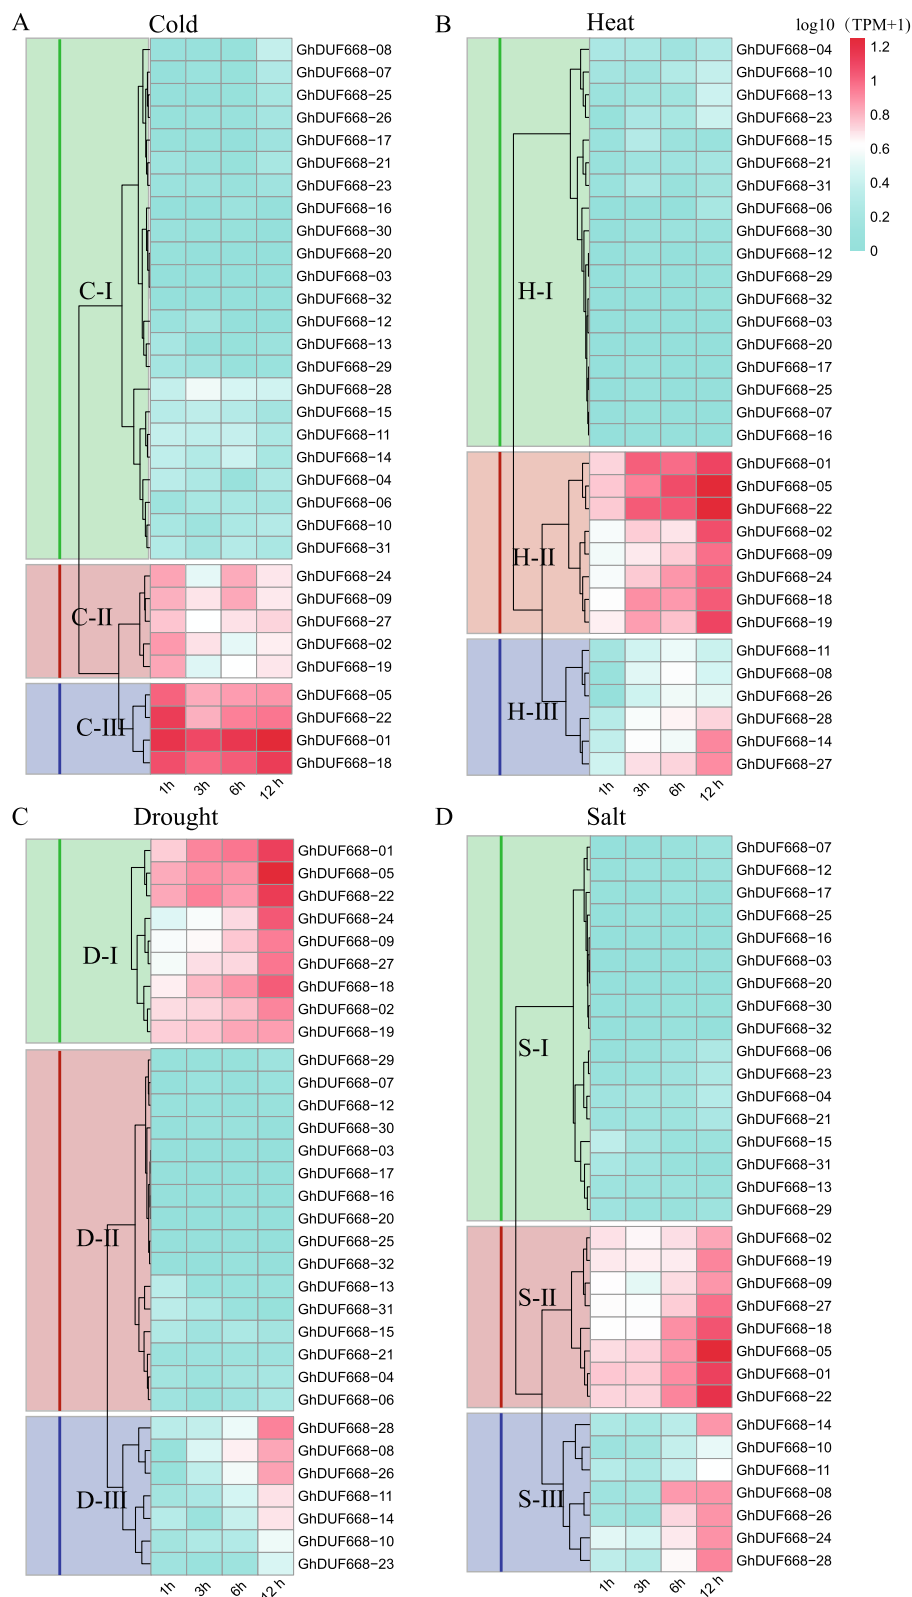 A
Cold
GhDUF668−08
GhDUF668−07
GhDUF668−25
GhDUF668−26
GhDUF668−17
GhDUF668−21
GhDUF668−23
GhDUF668−16
GhDUF668−30
GhDUF668−20
GhDUF668−03
GhDUF668−32
GhDUF668−12
GhDUF668−13
GhDUF668−29
GhDUF668−28
GhDUF668−15
GhDUF668−11
GhDUF668−14
GhDUF668−04
GhDUF668−06
GhDUF668−10
GhDUF668−31
C-I
GhDUF668−24
GhDUF668−09
GhDUF668−27
GhDUF668−02
GhDUF668−19
C-II
GhDUF668−05
GhDUF668−22
GhDUF668−01
GhDUF668−18
C-III
1h 3h 6h 12 h
B
Heat
log10 (TPM+1)
1.2
1
0.8
0.6
0.4
0.2
0
GhDUF668−04
GhDUF668−10
GhDUF668−13
GhDUF668−23
GhDUF668−15
GhDUF668−21
GhDUF668−31
GhDUF668−06
GhDUF668−30
GhDUF668−12
GhDUF668−29
GhDUF668−32
GhDUF668−03
GhDUF668−20
GhDUF668−17
GhDUF668−25
GhDUF668−07
GhDUF668−16
H-I
GhDUF668−01
GhDUF668−05
GhDUF668−22
GhDUF668−02
GhDUF668−09
GhDUF668−24
GhDUF668−18
GhDUF668−19
H-II
GhDUF668−11
GhDUF668−08
GhDUF668−26
GhDUF668−28
GhDUF668−14
GhDUF668−27
H-III
1h 3h 6h 12 h
C
Drought
GhDUF668−01
GhDUF668−05
GhDUF668−22
GhDUF668−24
GhDUF668−09
GhDUF668−27
GhDUF668−18
GhDUF668−02
GhDUF668−19
D-I
GhDUF668−29
GhDUF668−07
GhDUF668−12
GhDUF668−30
GhDUF668−03
GhDUF668−17
GhDUF668−16
GhDUF668−20
GhDUF668−25
GhDUF668−32
GhDUF668−13
GhDUF668−31
GhDUF668−15
GhDUF668−21
GhDUF668−04
GhDUF668−06
D-II
GhDUF668−28
GhDUF668−08
GhDUF668−26
GhDUF668−11
GhDUF668−14
GhDUF668−10
GhDUF668−23
D-III
1h 3h 6h 12 h
D
Salt
GhDUF668−07
GhDUF668−12
GhDUF668−17
GhDUF668−25
GhDUF668−16
GhDUF668−03
GhDUF668−20
GhDUF668−30
GhDUF668−32
GhDUF668−06
GhDUF668−23
GhDUF668−04
GhDUF668−21
GhDUF668−15
GhDUF668−31
GhDUF668−13
GhDUF668−29
S-I
GhDUF668−02
GhDUF668−19
GhDUF668−09
GhDUF668−27
GhDUF668−18
GhDUF668−05
GhDUF668−01
GhDUF668−22
S-II
GhDUF668−14
GhDUF668−10
GhDUF668−11
GhDUF668−08
GhDUF668−26
GhDUF668−24
GhDUF668−28
S-III
1h 3h 6h 12 h